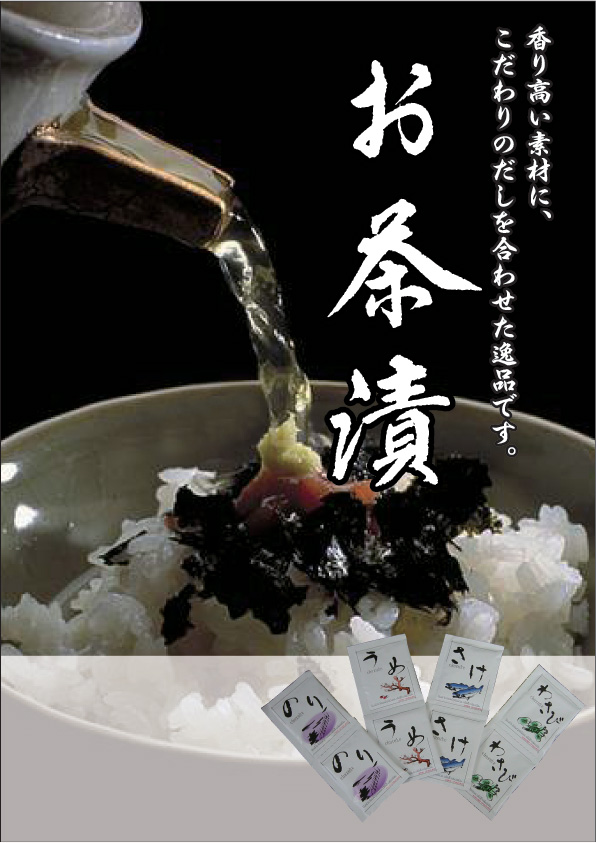 香り高い素材に、
こだわりのだしを合わせた逸品です。
お茶漬
のり
のり
うめ
うめ
さけ
さけ
わさび
わさび